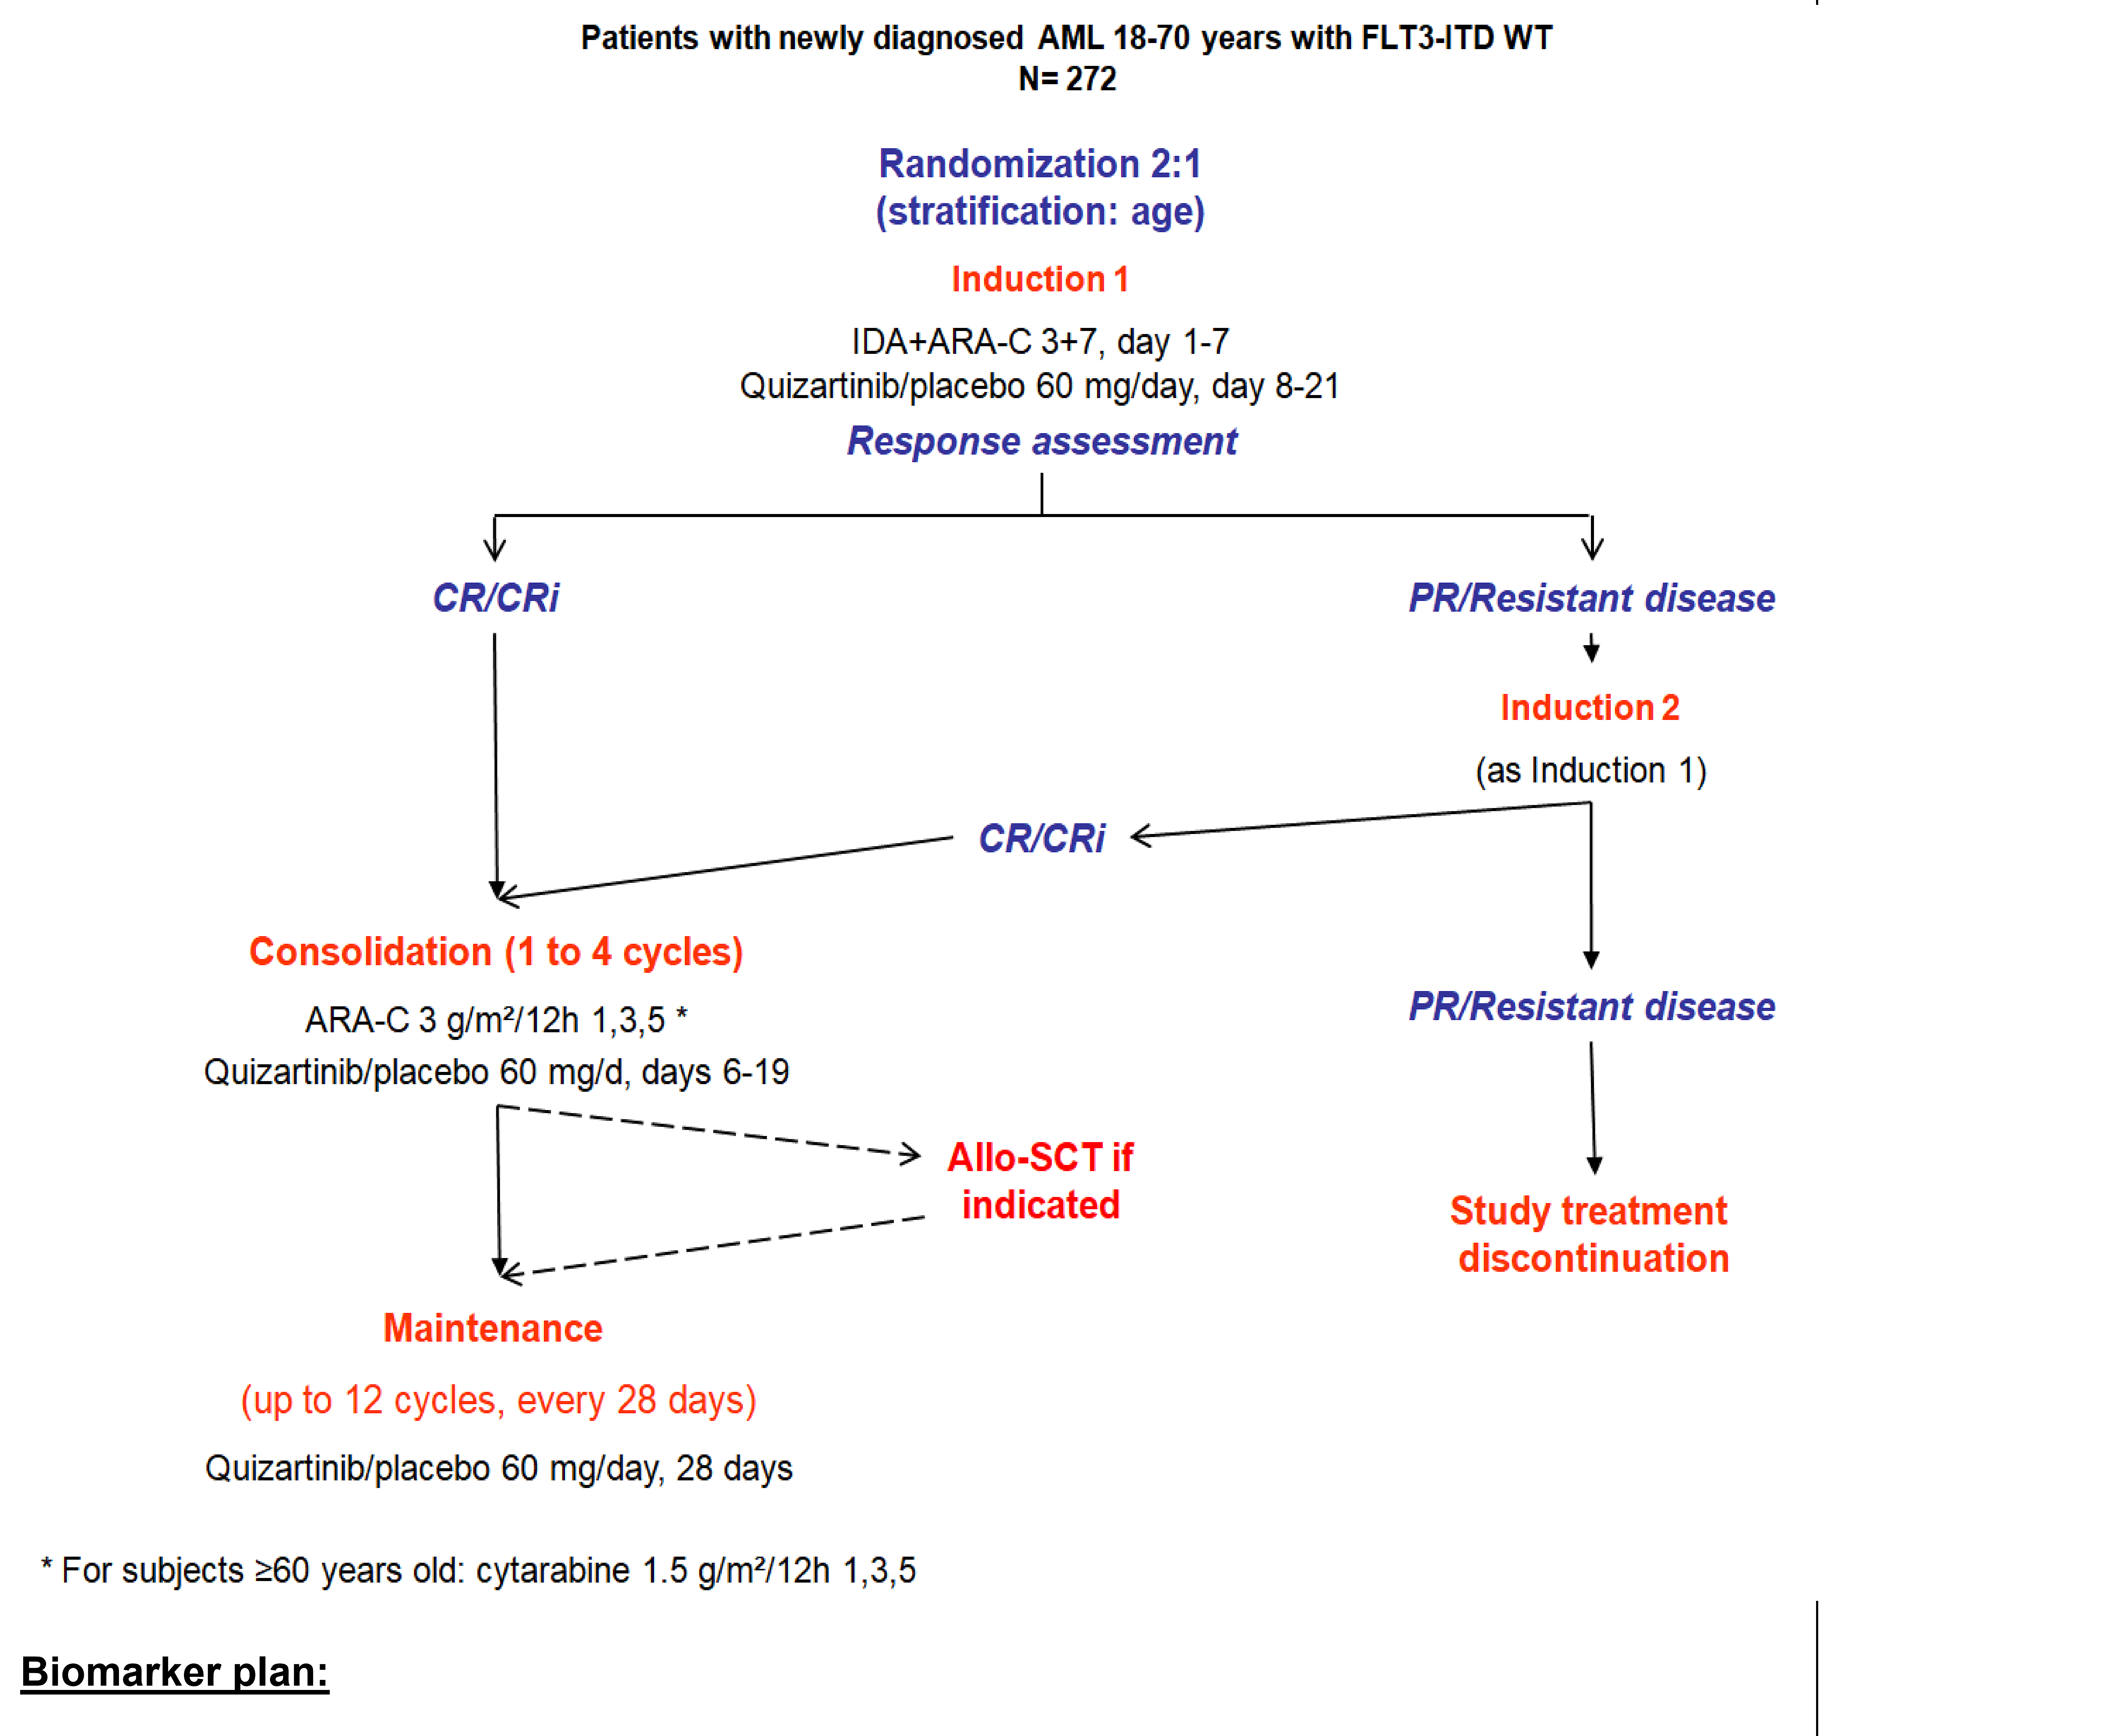 Patients with newly diagnosed AML 18-70 years with FLT3-ITD WT
N= 272
Randomization 2:1
(stratification: age)
Induction 1
IDA+ARA-C 3+7, day 1-7
Quizartinib/placebo 60 mg/day, day 8-21
Response assessment
CR/CRi
PR/Resistant disease
Induction 2
(as Induction 1)
CR/CRi
Consolidation (1 to 4 cycles)
ARA-C 3 g/m²/12h 1,3,5 *
Quizartinib/placebo 60 mg/d, days 6-19
PR/Resistant disease
Allo-SCT if
indicated
Study treatment
discontinuation
Maintenance
(up to 12 cycles, every 28 days)
Quizartinib/placebo 60 mg/day, 28 days
* For subjects ≥60 years old: cytarabine 1.5 g/m²/12h 1,3,5
Biomarker plan: